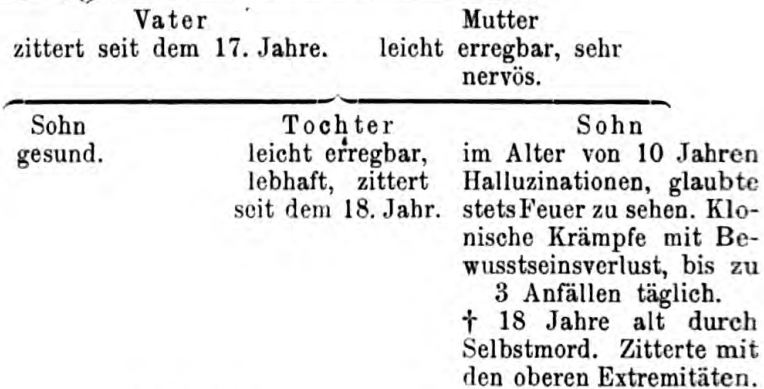 Vater
zittert seit dem 17. Jahre.
Mutter
leicht erregbar, sehr
nervös.
Sohn
gesund.
Tochter
leicht erregbar,
lebhaft, zittert
seit dem 18. Jahr.
Sohn
im Alter von 10 Jahren
Halluzinationen, glaubte
stets Feuer zu sehen. Klo-
nische Krämpfe mit Be-
wusstseinsverlust, bis zu
3 Anfällen täglich.
† 18 Jahre alt durch
Selbstmord. Zitterte mit
den oberen Extremitäten.